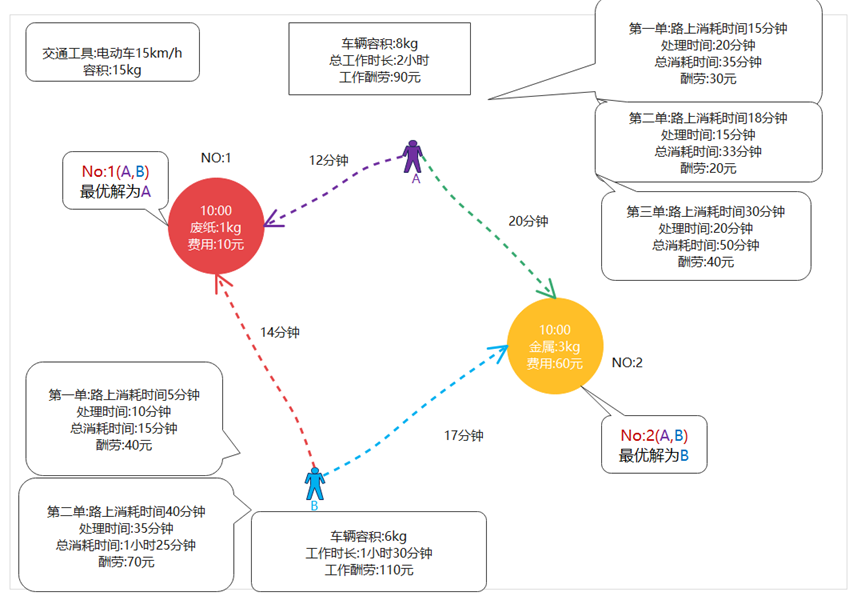 交通工具:电动车15km/h
容积:15kg
车辆容积:8kg
总工作时长:2小时
工作酬劳:90元
第一单:路上消耗时间15分钟
处理时间:20分钟
总消耗时间:35分钟
酬劳:30元
第二单:路上消耗时间18分钟
处理时间:15分钟
总消耗时间:33分钟
酬劳:20元
第三单:路上消耗时间30分钟
处理时间:20分钟
总消耗时间:50分钟
酬劳:40元
No:1(A,B)
最优解为A
NO:1
10:00
废纸:1kg
费用:10元
12分钟
A
20分钟
14分钟
10:00
金属:3kg
费用:60元
NO:2
17分钟
No:2(A,B)
最优解为B
第一单:路上消耗时间5分钟
处理时间:10分钟
总消耗时间:15分钟
酬劳:40元
第二单:路上消耗时间40分钟
处理时间:35分钟
总消耗时间:1小时25分钟
酬劳:70元
B
车辆容积:6kg
工作时长:1小时30分钟
工作酬劳:110元